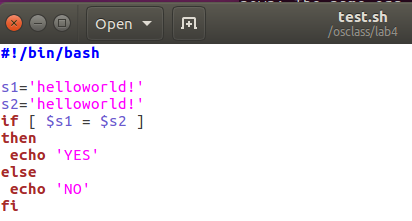 Open
test.sh
/osclass/lab4
#!/bin/bash
s1='helloworld!'
s2='helloworld!'
if [ $s1 = $s2 ]
then
 echo 'YES'
else
 echo 'NO'
fi